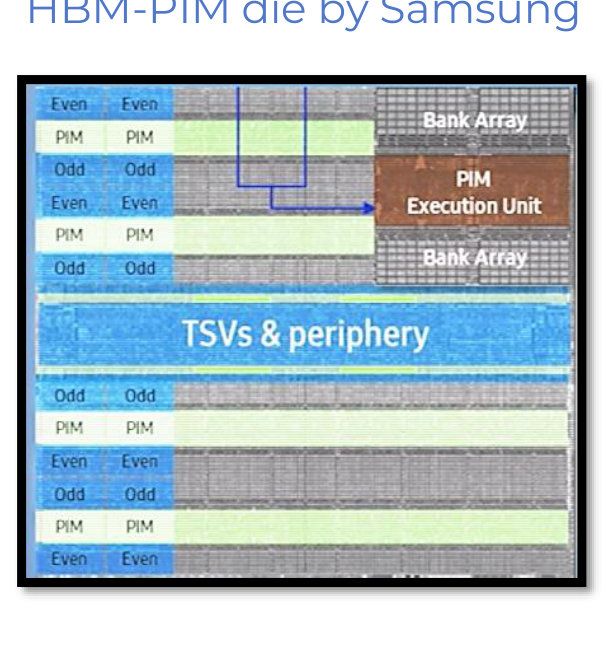 HBM-PIM die by Samsung
Even Even
Bank Array
PIM PIM
Odd Odd
PIM
Execution Unit
Even Even
PIM PIM
Bank Array
Odd Odd
TSVs & periphery
Odd Odd
PIM PIM
Even Even
Odd Odd
PIM PIM
Even Even